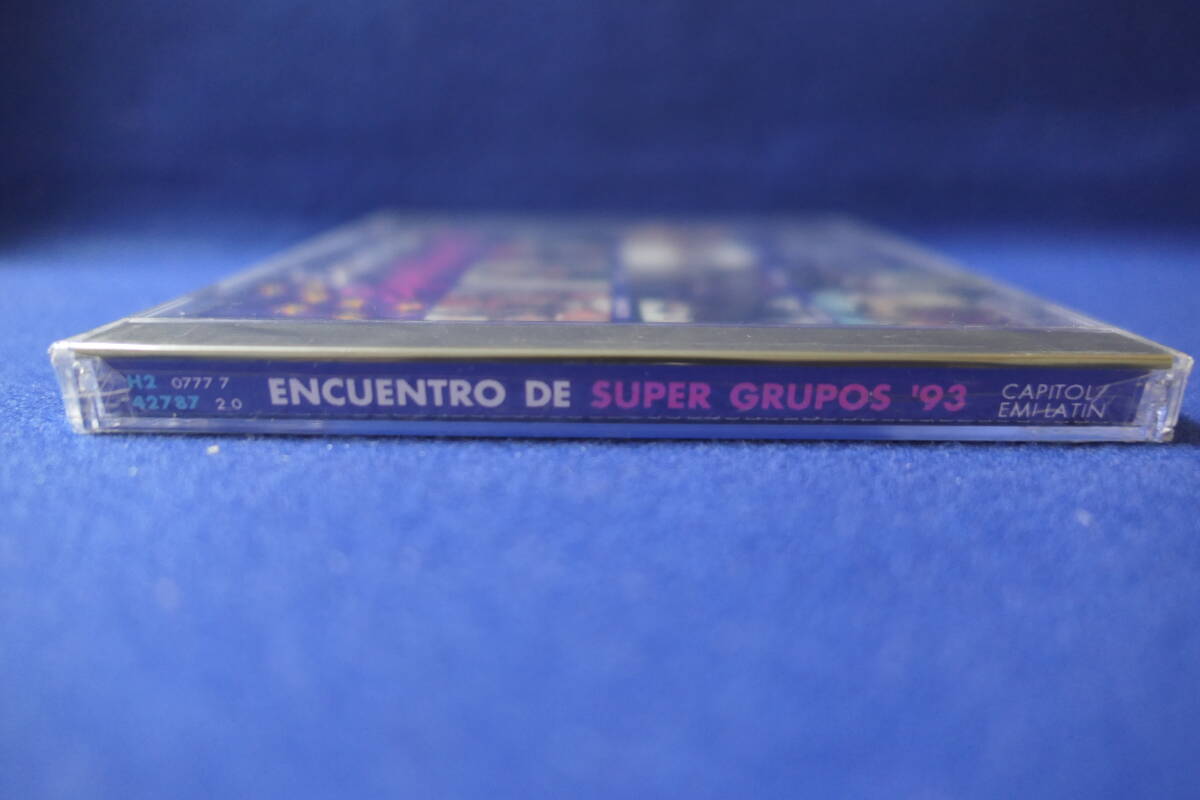 H2 0777 7
42787 2 0
ENCUENTRO DE SUPER GRUPOS '93
CAPITOL/
EMI LATIN